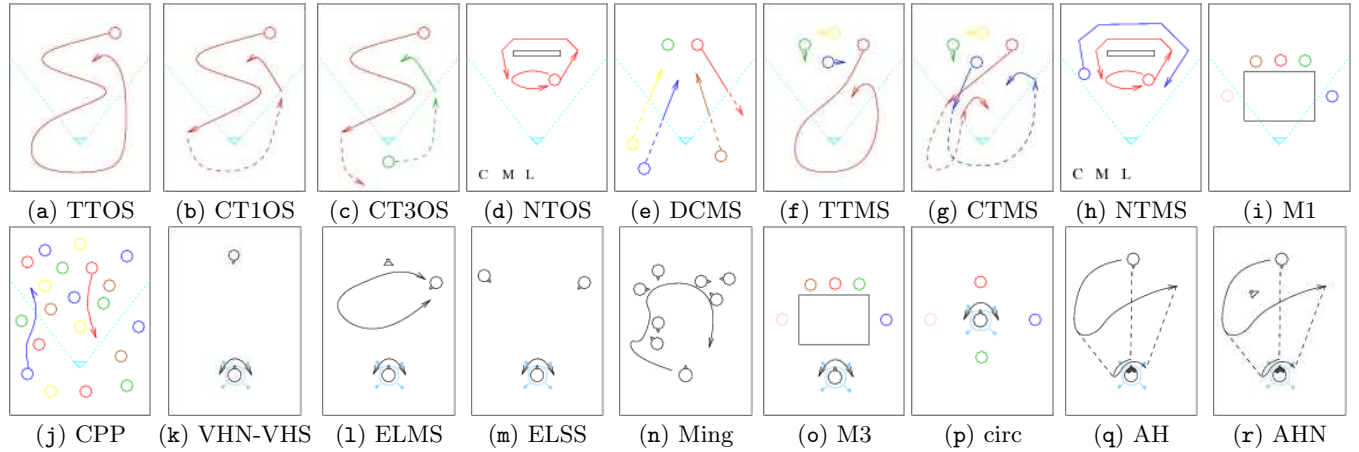 C M L
C M L
(a) TTOS (b) CT1OS (c) CT3OS (d) NTOS (e) DCMS (f) TTMS (g) CTMS (h) NTMS (i) M1
(j) CPP (k) VHN-VHS (l) ELMS (m) ELSS (n) Ming (o) M3 (p) circ (q) AH (r) AHN